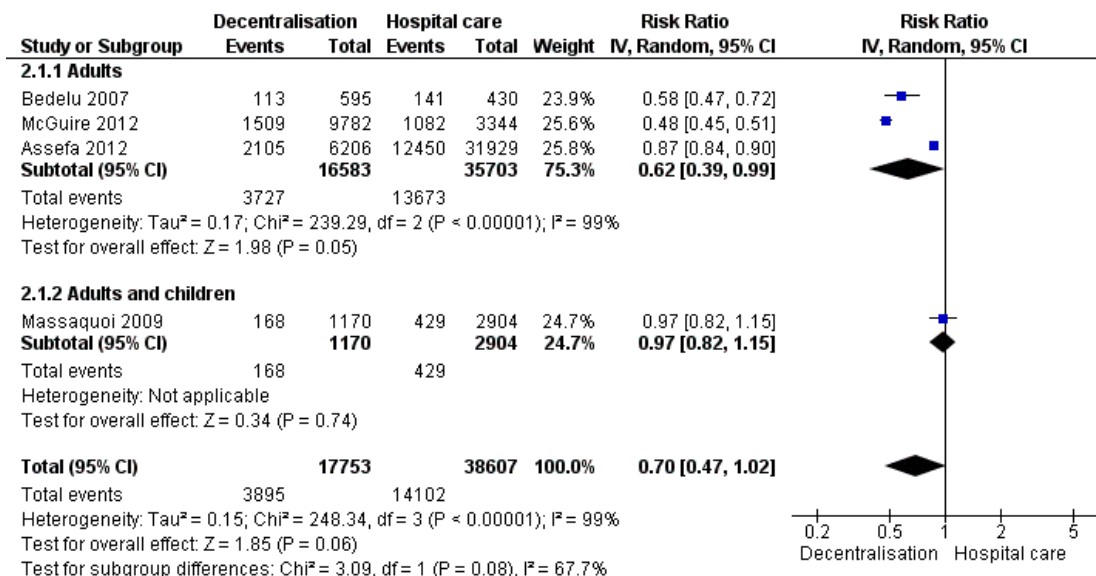 Decentralisation Hospital care Risk Ratio Risk Ratio
Study or Subgroup Events Total Events Total Weight IV, Random, 95% CI IV, Random, 95% CI
2.1.1 Adults
Bedelu 2007 113 595 141 430 23.9% 0.58 [0.47, 0.72]
McGuire 2012 1509 9782 1082 3344 25.6% 0.48 [0.45, 0.51]
Assefa 2012 2105 6206 12450 31929 25.8% 0.87 [0.84, 0.90]
Subtotal (95% CI) 16583 35703 75.3% 0.62 [0.39, 0.99]
Total events 3727 13673
Heterogeneity: Tau² = 0.17; Chi² = 239.29, df = 2 (P < 0.00001); I² = 99%
Test for overall effect: Z = 1.98 (P = 0.05)
2.1.2 Adults and children
Massaquoi 2009 168 1170 429 2904 24.7% 0.97 [0.82, 1.15]
Subtotal (95% CI) 1170 2904 24.7% 0.97 [0.82, 1.15]
Total events 168 429
Heterogeneity: Not applicable
Test for overall effect: Z = 0.34 (P = 0.74)
Total (95% CI) 17753 38607 100.0% 0.70 [0.47, 1.02]
Total events 3895 14102
Heterogeneity: Tau² = 0.15; Chi² = 248.34, df = 3 (P < 0.00001); I² = 99%
Test for overall effect: Z = 1.85 (P = 0.06)
Test for subgroup differences: Chi² = 3.09, df = 1 (P = 0.08), I² = 67.7%
0.2 0.5 1 2 5
Decentralisation Hospital care